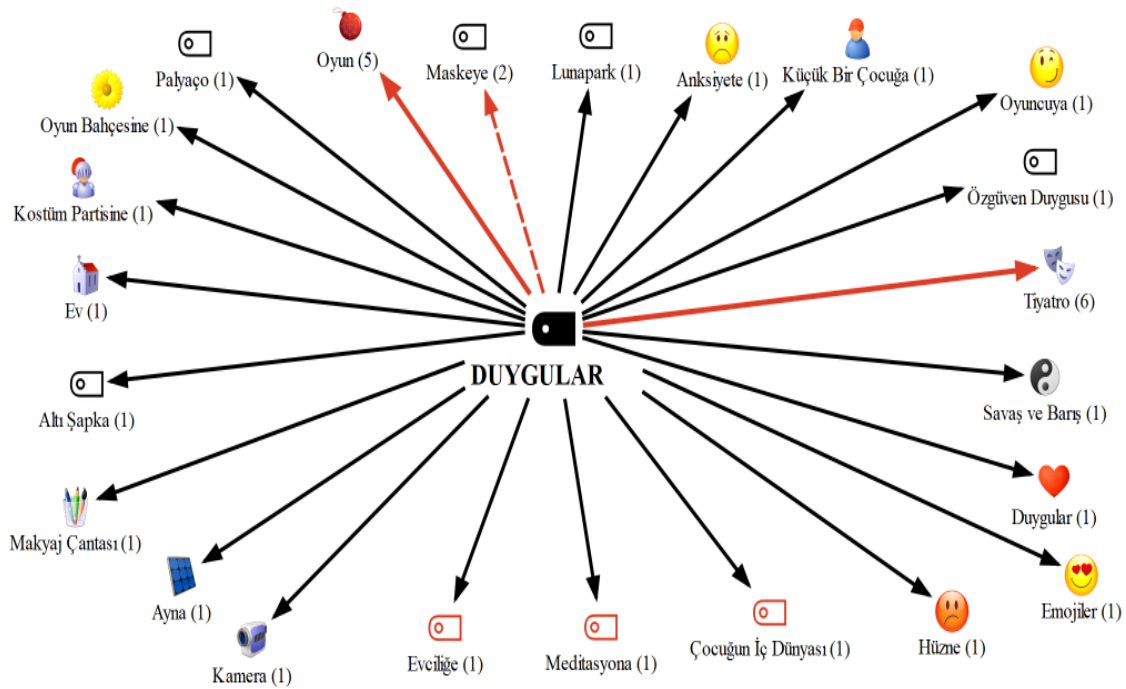 Oyun (5)
Maskeye (2)
Lunapark (1)
Anksiyete (1)
Küçük Bir Çocuğa (1)
Palyaço (1)
Oyuncuya (1)
Oyun Bahçesine (1)
Özgüven Duygusu (1)
Kostüm Partisine (1)
Tiyatro (6)
Ev (1)
DUYGULAR
Altı Şapka (1)
Savaş ve Barış (1)
Makyaj Çantası (1)
Duygular (1)
Ayna (1)
Emojiler (1)
Kamera (1)
Evciliğe (1)
Meditasyona (1)
Çocuğun İç Dünyası (1)
Hüzne (1)